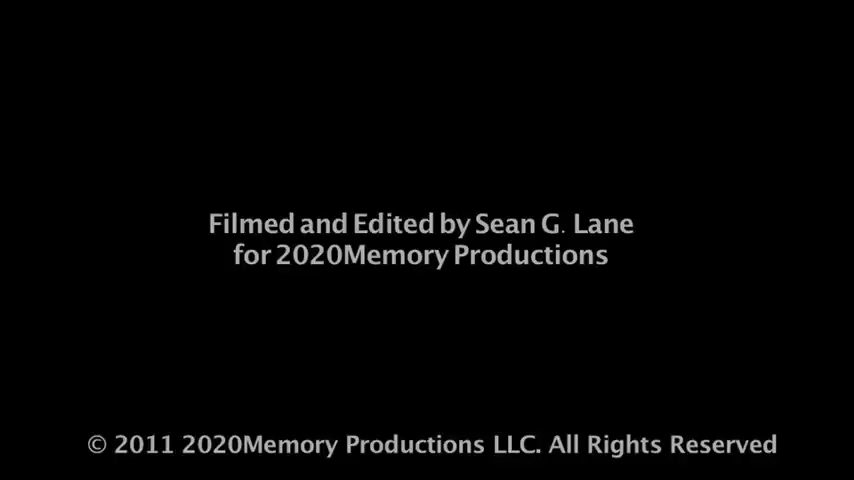 Filmed and Edited by Sean G. Lane
for 2020Memory Productions
© 2011 2020Memory Productions LLC. All Rights Reserved